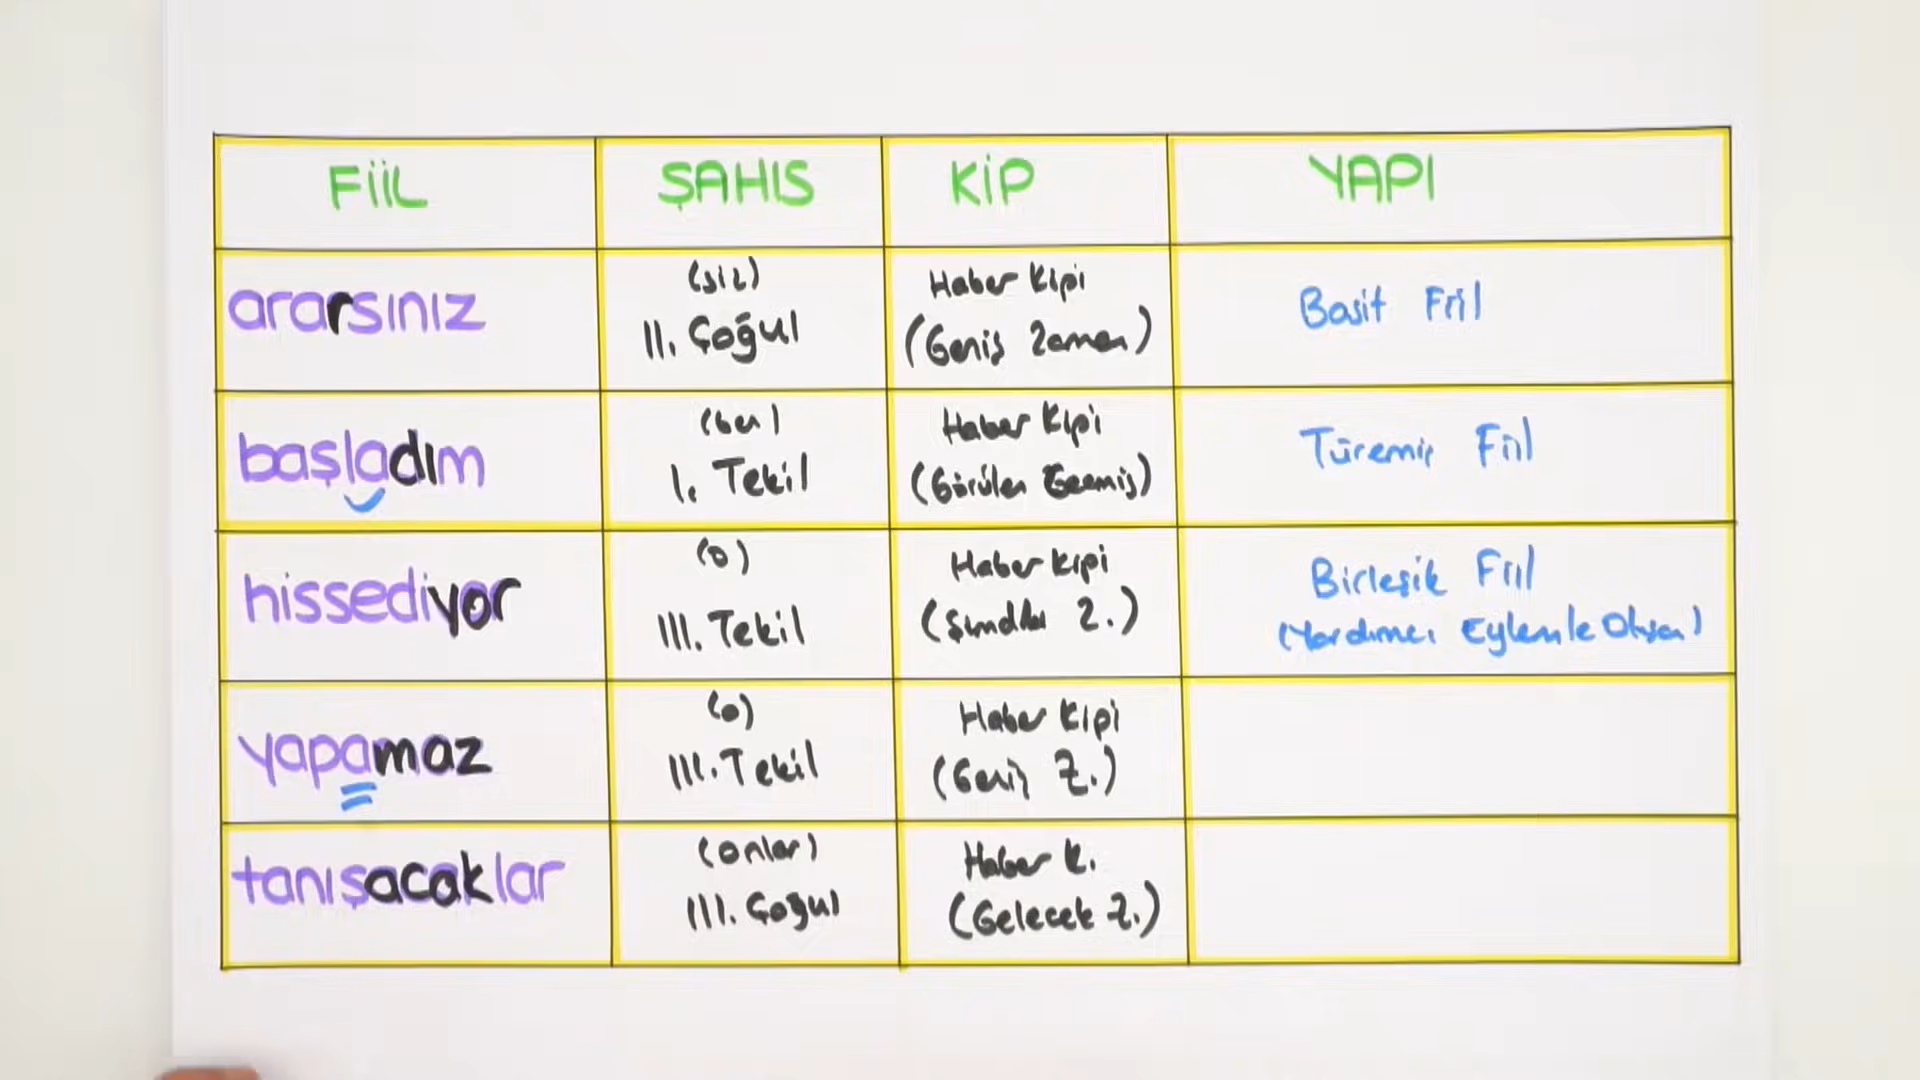 FİİL ŞAHIS KİP YAPI
ararsınız
(siz)
II. Çoğul
Haber Kipi
(Geniş Zaman)
Basit Fiil
başladım
(ben)
I. Tekil
Haber Kipi
(Görülen Geçmiş)
Türemiş Fiil
hissediyor
(o)
III. Tekil
Haber Kipi
(Şimdiki Z.)
Birleşik Fiil
(Yardımcı Eylemle Oluşan)
yapamaz
(o)
III. Tekil
Haber Kipi
(Geniş Z.)
tanışacaklar
(onlar)
III. Çoğul
Haber K.
(Gelecek Z.)